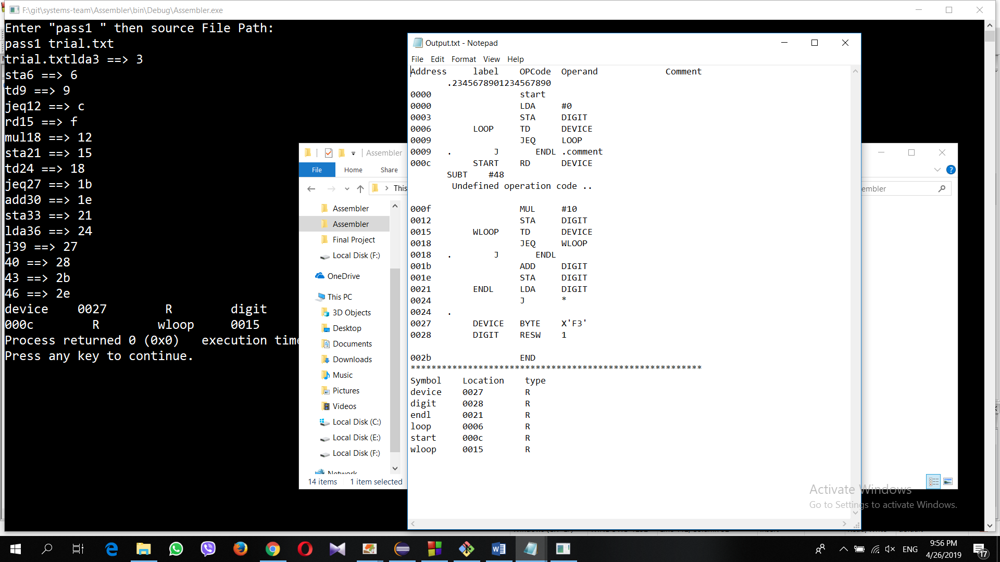 F:\git\systems-team\Assembler\bin\Debug\Assembler.exe
Enter "pass1 " then source File Path:
pass1 trial.txt
trial.txtlda3 ==> 3
sta6 ==> 6
td9 ==> 9
jeq12 ==> c
rd15 ==> f
mul18 ==> 12
sta21 ==> 15
td24 ==> 18
jeq27 ==> 1b
add30 ==> 1e
sta33 ==> 21
lda36 ==> 24
j39 ==> 27
40 ==> 28
43 ==> 2b
46 ==> 2e
device 0027 R digit
000c R wloop 0015
Process returned 0 (0x0) execution time
Press any key to continue.
Assembler
File Home Share
This
Assembler
Assembler
Final Project
Local Disk (F:)
OneDrive
This PC
3D Objects
Desktop
Documents
Downloads
Music
Pictures
Videos
Local Disk (C:)
Local Disk (E:)
Local Disk (F:)
Network
14 items 1 item selected
embler
Output.txt - Notepad
File Edit Format View Help
Address label OPCode Operand Comment
.2345678901234567890
0000 start
0000 LDA #0
0003 STA DIGIT
0006 LOOP TD DEVICE
0009 JEQ LOOP
0009 . J ENDL .comment
000c START RD DEVICE
SUBT #48
Undefined operation code ..
000f MUL #10
0012 STA DIGIT
0015 WLOOP TD DEVICE
0018 JEQ WLOOP
0018 . J ENDL
001b ADD DIGIT
001e STA DIGIT
0021 ENDL LDA DIGIT
0024 J *
0024 .
0027 DEVICE BYTE X'F3'
0028 DIGIT RESW 1
002b END
********************************************************
Symbol Location type
device 0027 R
digit 0028 R
endl 0021 R
loop 0006 R
start 000c R
wloop 0015 R
Activate Windows
Go to Settings to activate Windows.
ENG
9:56 PM
4/26/2019
17